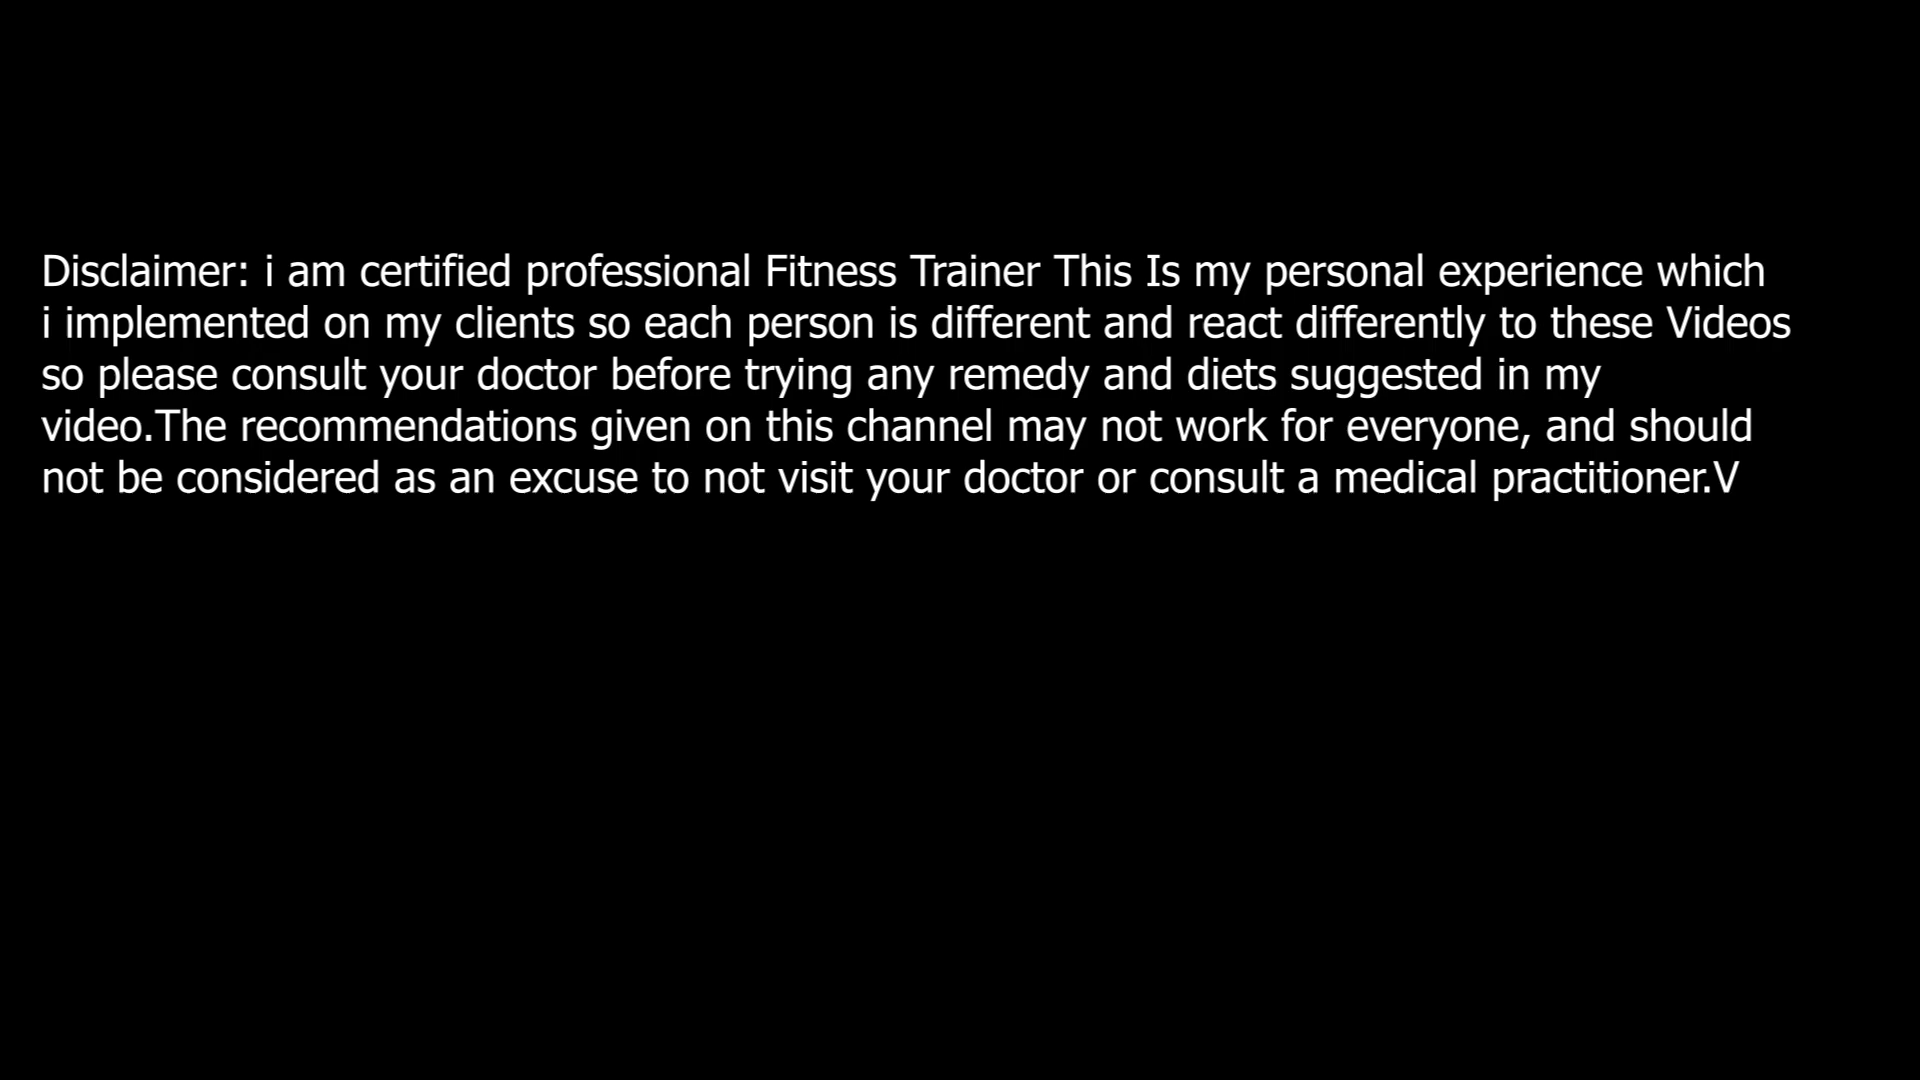 Disclaimer: i am certified professional Fitness Trainer This Is my personal experience which
i implemented on my clients so each person is different and react differently to these Videos
so please consult your doctor before trying any remedy and diets suggested in my
video.The recommendations given on this channel may not work for everyone, and should
not be considered as an excuse to not visit your doctor or consult a medical practitioner.V